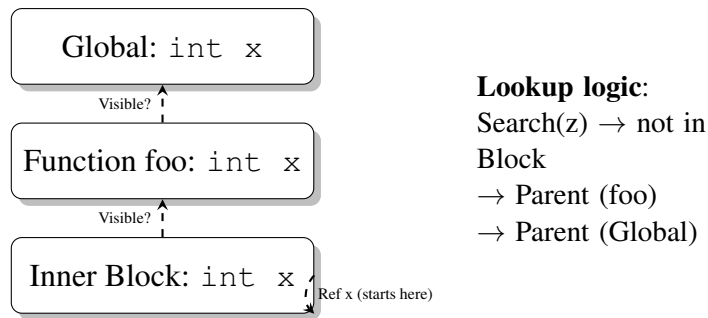 Global: int x
Visible?
Function foo: int x
Visible?
Inner Block: int x
Ref x (starts here)
Lookup logic:
Search(z) → not in
Block
→ Parent (foo)
→ Parent (Global)